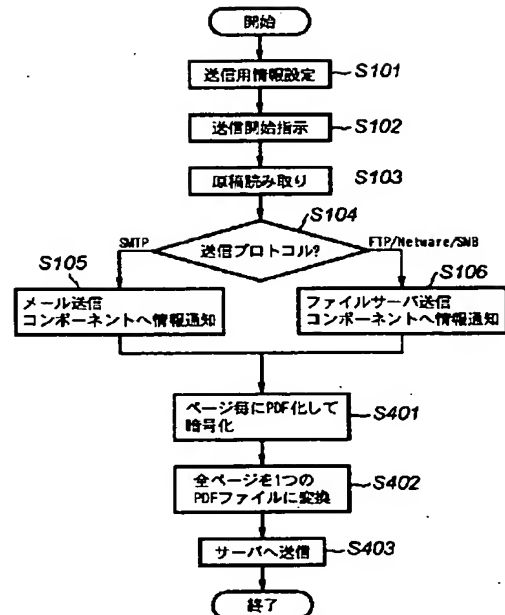 開始
送信用情報設定
S101
送信開始指示
S102
原稿読み取り
S103
S104
送信プロトコル?
SMTP
FTP/Netware/SMB
S105
メール送信
コンポーネントへ情報通知
S106
ファイルサーバ送信
コンポーネントへ情報通知
ページ毎にPDF化して
暗号化
S401
全ページを1つの
PDFファイルに変換
S402
サーバへ送信
S403
終了